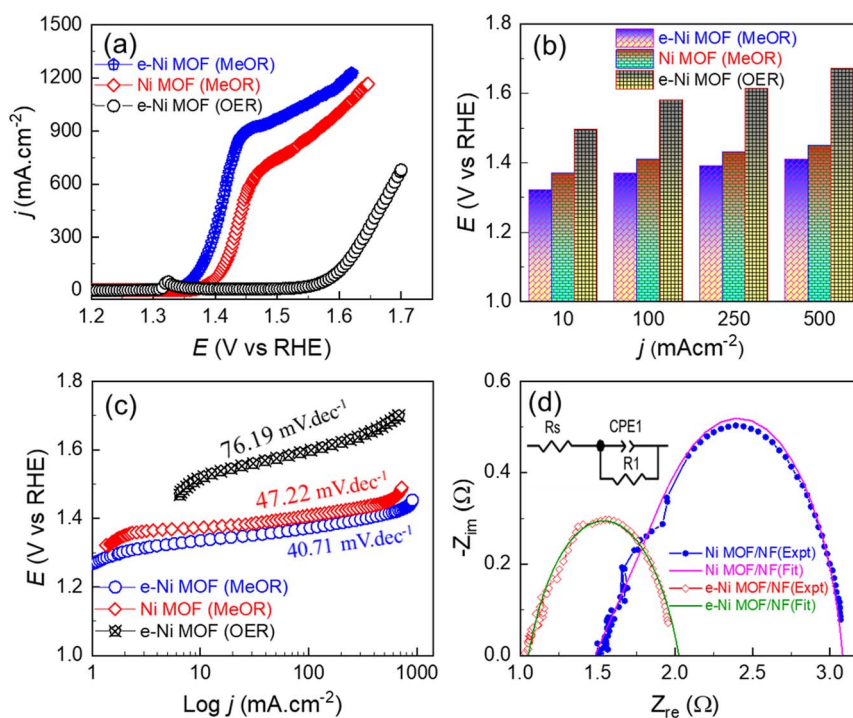 (a)
e-Ni MOF (MeOR)
Ni MOF (MeOR)
e-Ni MOF (OER)
j (mA.cm-2)
1200
900
600
300
0
1.2 1.3 1.4 1.5 1.6 1.7
E (V vs RHE)
(b)
e-Ni MOF (MeOR)
Ni MOF (MeOR)
e-Ni MOF (OER)
E (V vs RHE)
1.8
1.6
1.4
1.2
1.0
10 100 250 500
j (mAcm-2)
(c)
76.19 mV.dec-1
47.22 mV.dec-1
40.71 mV.dec-1
e-Ni MOF (MeOR)
Ni MOF (MeOR)
e-Ni MOF (OER)
E (V vs RHE)
1.8
1.6
1.4
1.2
1.0
1 10 100 1000
Log j (mA.cm-2)
(d)
Rs CPE1
R1
Ni MOF/NF(Expt)
Ni MOF/NF(Fit)
e-Ni MOF/NF(Expt)
e-Ni MOF/NF(Fit)
-Zim (Ω)
0.6
0.4
0.2
0.0
1.0 1.5 2.0 2.5 3.0
Zre (Ω)